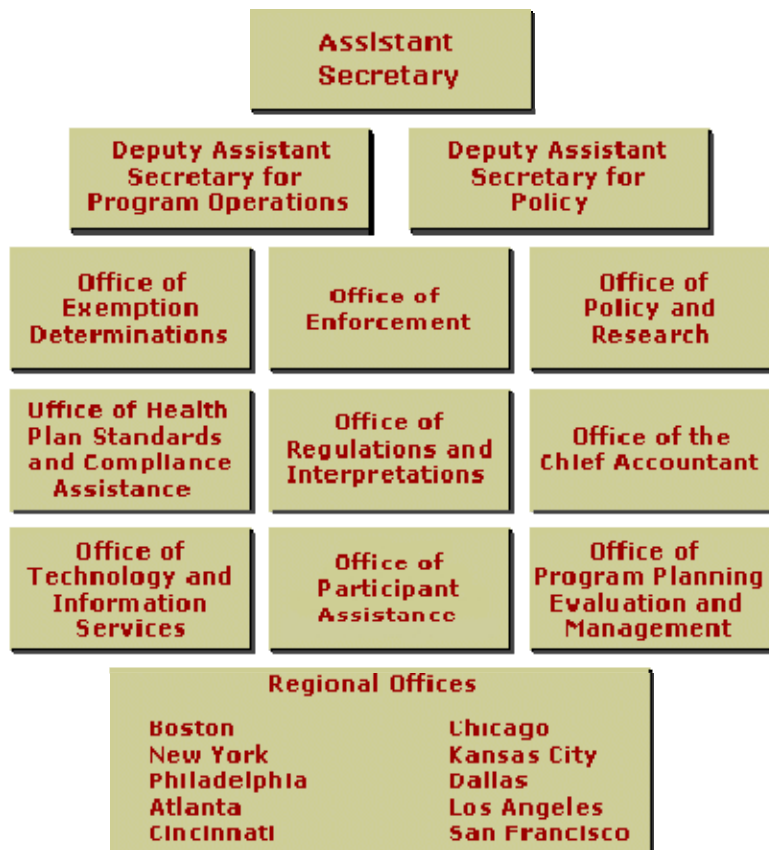 Assistant
Secretary
Deputy Assistant
Secretary for
Program Operations
Deputy Assistant
Secretary for
Policy
Office of
Exemption
Determinations
Office of
Enforcement
Office of
Policy and
Research
Office of Health
Plan Standards
and Compliance
Assistance
Office of
Regulations and
Interpretations
Office of the
Chief Accountant
Office of
Technology and
Information
Services
Office of
Participant
Assistance
Office of
Program Planning
Evaluation and
Management
Regional Offices
Boston
New York
Philadelphia
Atlanta
Cincinnati
Chicago
Kansas City
Dallas
Los Angeles
San Francisco